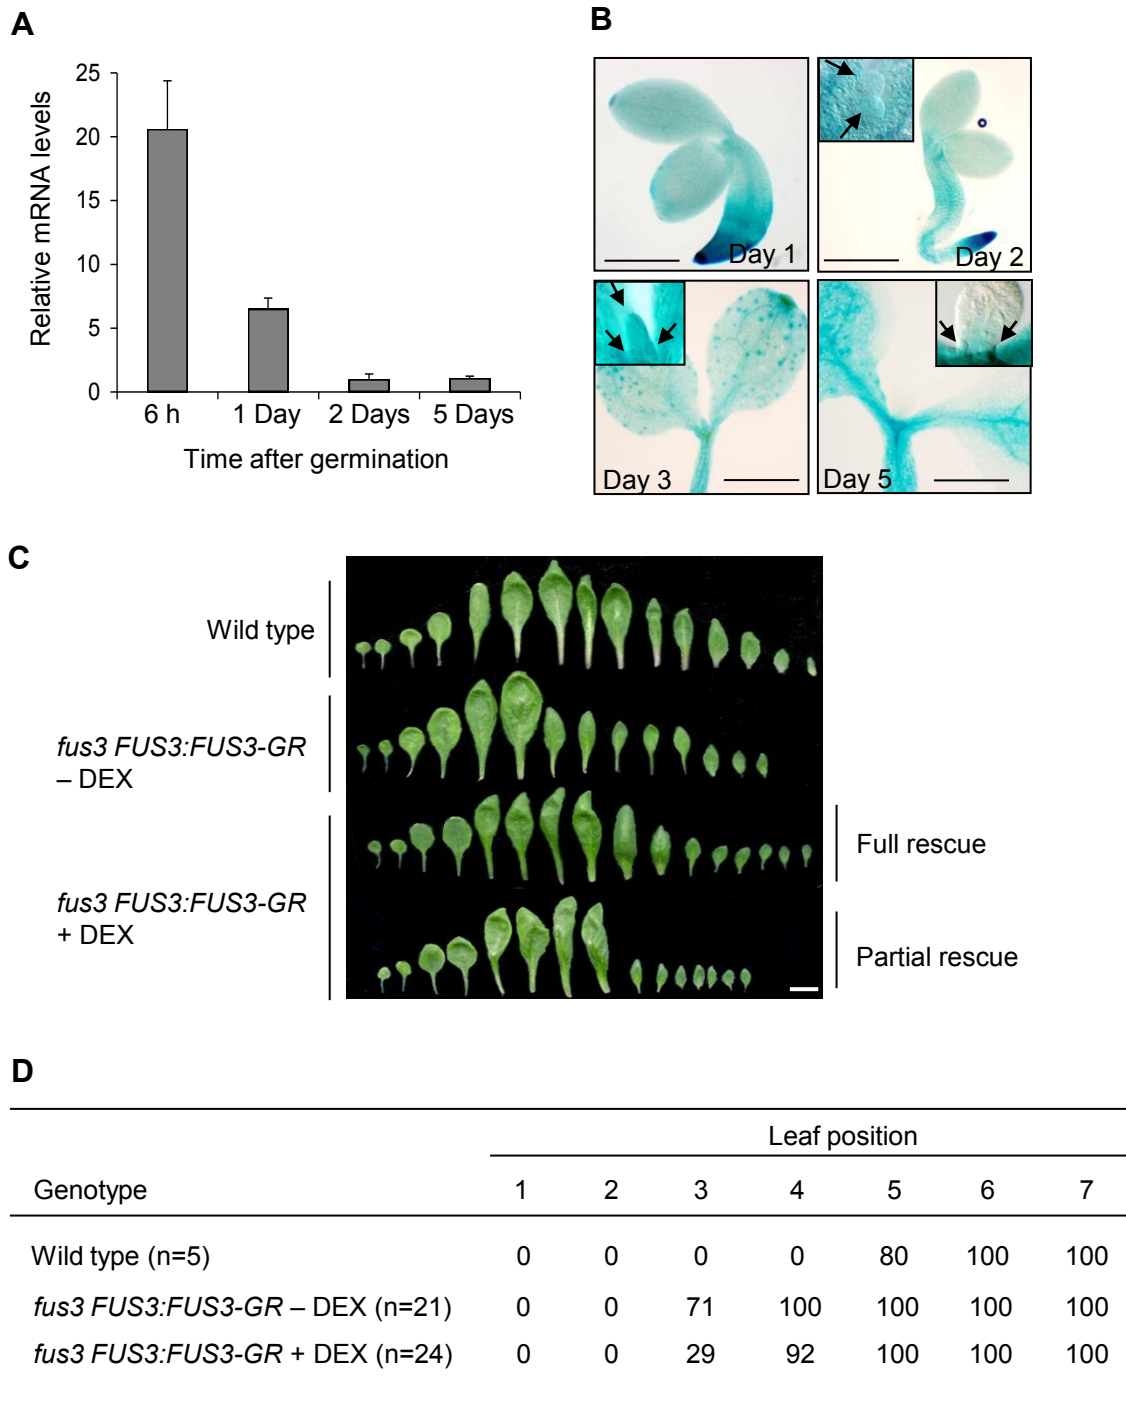 A
Relative mRNA levels
25
20
15
10
5
0
6 h
1 Day
2 Days
5 Days
Time after germination
B
Day 1
Day 2
Day 3
Day 5
C
Wild type
fus3 FUS3:FUS3-GR
– DEX
fus3 FUS3:FUS3-GR
+ DEX
Full rescue
Partial rescue
D
Leaf position
Genotype 1 2 3 4 5 6 7
Wild type (n=5) 0 0 0 0 80 100 100
fus3 FUS3:FUS3-GR – DEX (n=21) 0 0 71 100 100 100 100
fus3 FUS3:FUS3-GR + DEX (n=24) 0 0 29 92 100 100 100